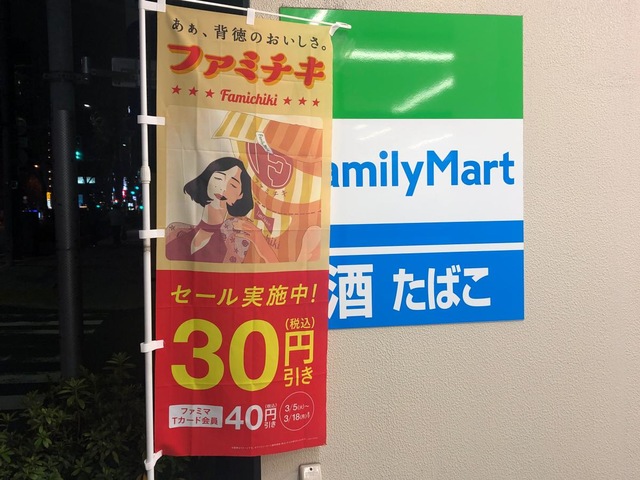 あぁ、背徳のおいしさ。
ファミチキ
★★★ Famichiki ★★★
セール実施中！
30円引き (税込)
ファミマTカード会員 40円引き (税込) 3/5(火)〜3/18(月)
amilyMart
酒 たばこ